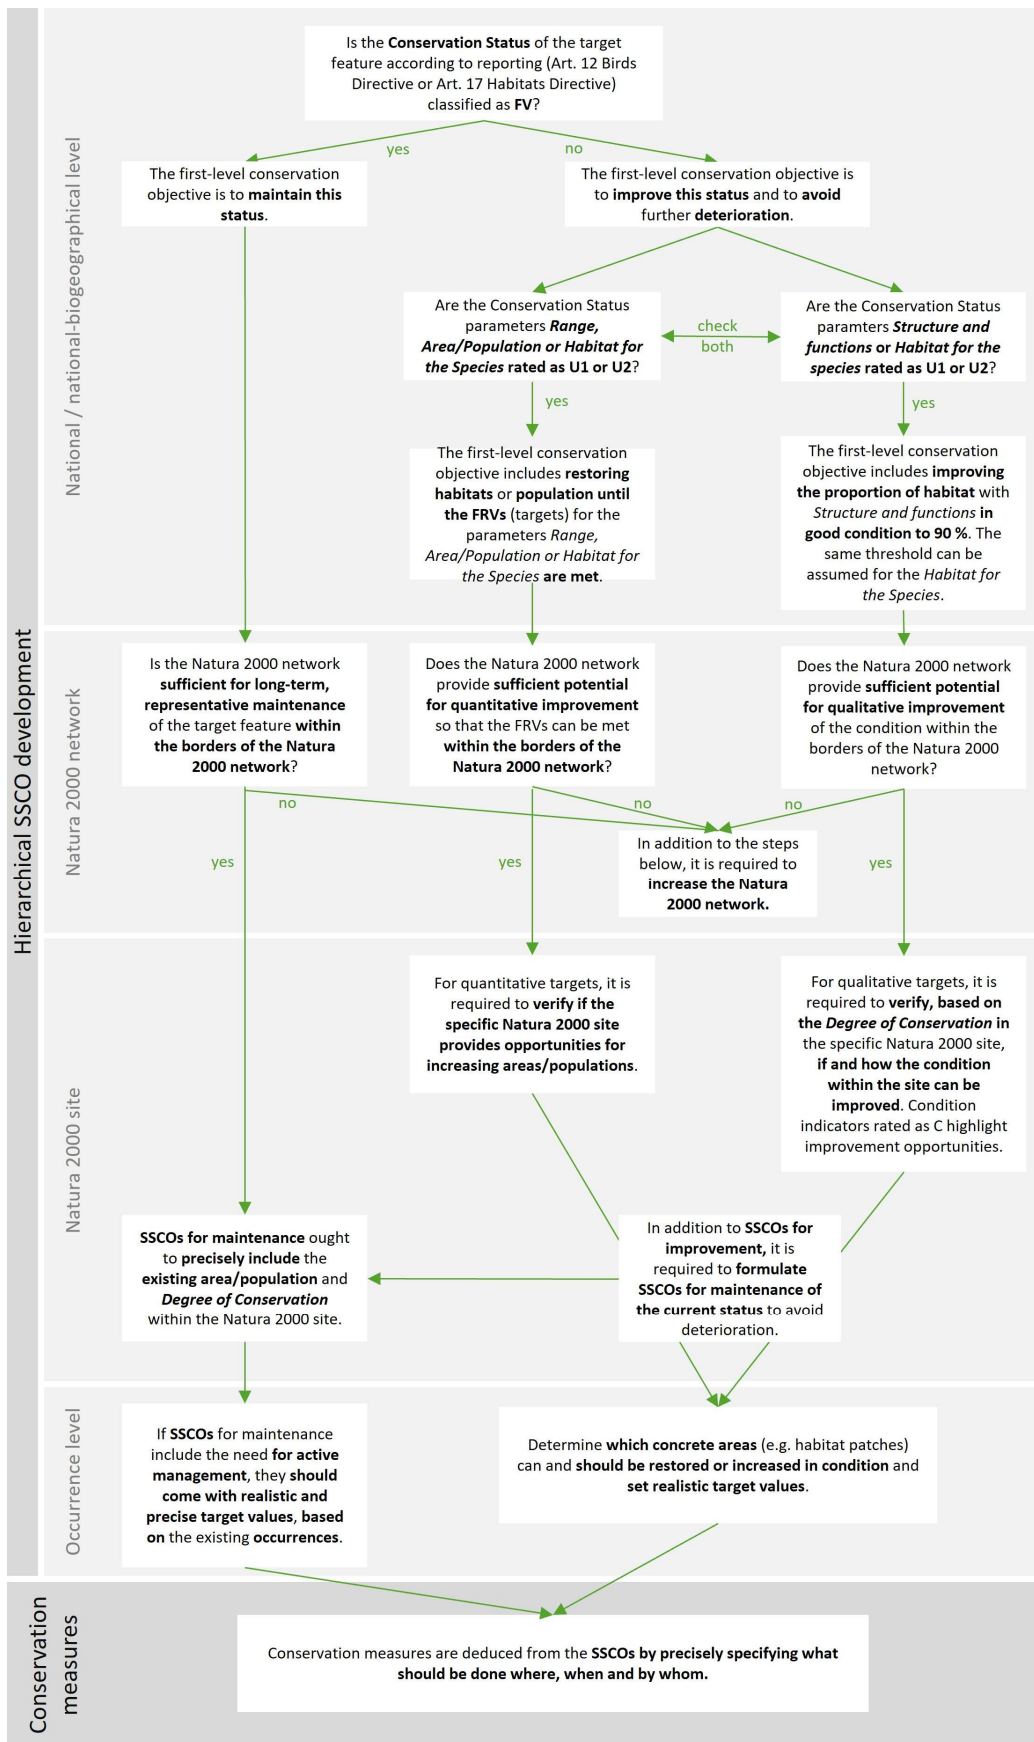 Hierarchical SSCO development
National / national-biogeographical level
Is the Conservation Status of the target
feature according to reporting (Art. 12 Birds
Directive or Art. 17 Habitats Directive)
classified as FV?
yes
no
The first-level conservation
objective is to maintain this
status.
The first-level conservation objective is
to improve this status and to avoid
further deterioration.
Are the Conservation Status
parameters Range,
Area/Population or Habitat for
the Species rated as U1 or U2?
check
both
Are the Conservation Status
paramters Structure and
functions or Habitat for the
species rated as U1 or U2?
yes
yes
The first-level conservation
objective includes restoring
habitats or population until
the FRVs (targets) for the
parameters Range,
Area/Population or Habitat for
the Species are met.
The first-level conservation
objective includes improving
the proportion of habitat with
Structure and functions in
good condition to 90 %. The
same threshold can be
assumed for the Habitat for
the Species.
Natura 2000 network
Is the Natura 2000 network
sufficient for long-term,
representative maintenance
of the target feature within
the borders of the Natura
2000 network?
Does the Natura 2000 network
provide sufficient potential
for quantitative improvement
so that the FRVs can be met
within the borders of the
Natura 2000 network?
Does the Natura 2000 network
provide sufficient potential
for qualitative improvement
of the condition within the
borders of the Natura 2000
network?
no
no
no
yes
yes
yes
In addition to the steps
below, it is required to
increase the Natura
2000 network.
Natura 2000 site
For quantitative targets, it is
required to verify if the
specific Natura 2000 site
provides opportunities for
increasing areas/populations.
For qualitative targets, it is
required to verify, based on
the Degree of Conservation in
the specific Natura 2000 site,
if and how the condition
within the site can be
improved. Condition
indicators rated as C highlight
improvement opportunities.
SSCOs for maintenance ought
to precisely include the
existing area/population and
Degree of Conservation
within the Natura 2000 site.
In addition to SSCOs for
improvement, it is
required to formulate
SSCOs for maintenance of
the current status to avoid
deterioration.
Occurrence level
If SSCOs for maintenance
include the need for active
management, they should
come with realistic and
precise target values, based
on the existing occurrences.
Determine which concrete areas (e.g. habitat patches)
can and should be restored or increased in condition and
set realistic target values.
Conservation
measures
Conservation measures are deduced from the SSCOs by precisely specifying what
should be done where, when and by whom.